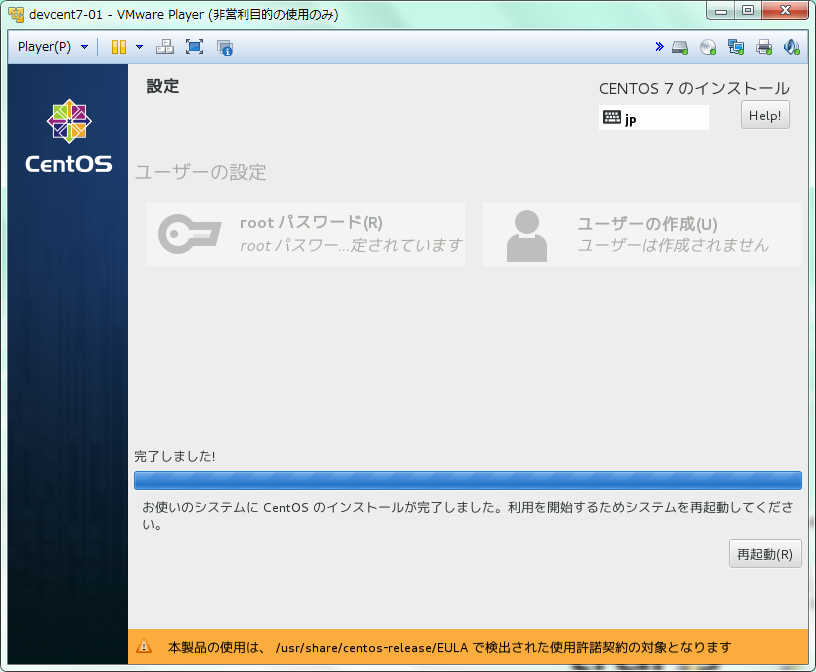 devcent7-01 - VMware Player (非営利目的の使用のみ)
Player(P)
設定
CENTOS 7 のインストール
jp
Help!
CentOS
ユーザーの設定
root パスワード(R)
root パスワー...定されています
ユーザーの作成(U)
ユーザーは作成されません
完了しました!
お使いのシステムに CentOS のインストールが完了しました。利用を開始するためシステムを再起動してくださ
い。
再起動(R)
本製品の使用は、 /usr/share/centos-release/EULA で検出された使用許諾契約の対象となります